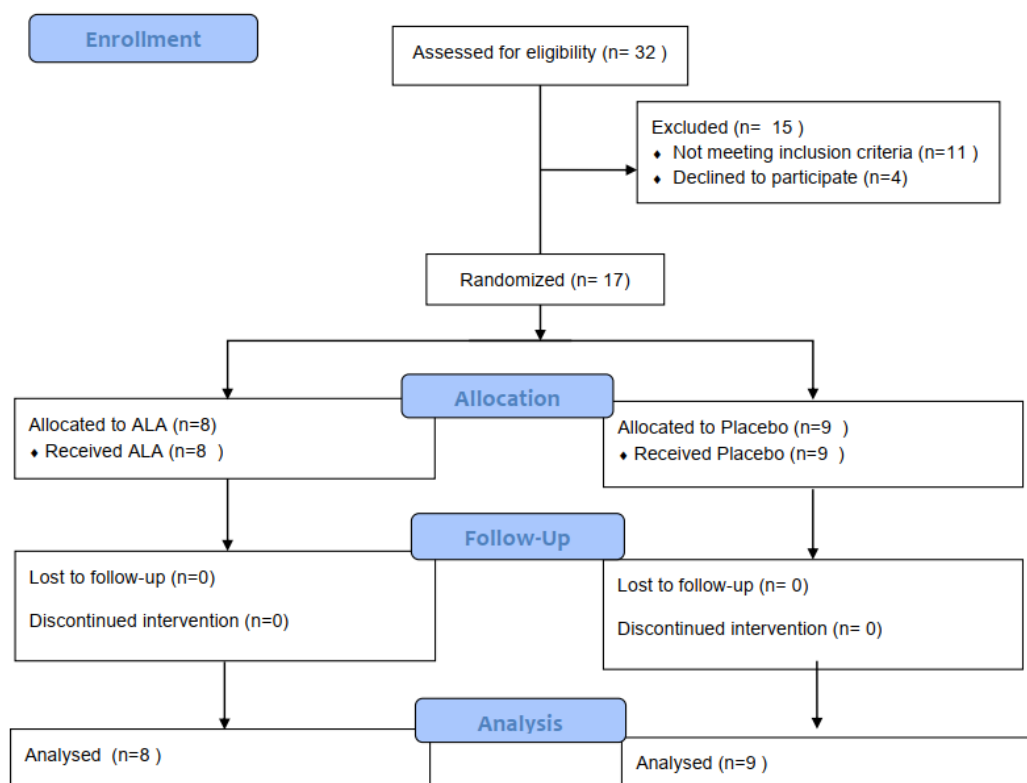 Enrollment
Assessed for eligibility (n= 32 )
Excluded (n=  15 )
♦ Not meeting inclusion criteria (n=11 )
♦ Declined to participate (n=4)
Randomized (n= 17)
Allocation
Allocated to ALA (n=8)
♦ Received ALA (n=8  )
Allocated to Placebo (n=9  )
♦ Received Placebo (n=9  )
Follow-Up
Lost to follow-up (n=0)
Discontinued intervention (n=0)
Lost to follow-up (n= 0)
Discontinued intervention (n= 0)
Analysis
Analysed  (n=8 )
Analysed (n=9 )